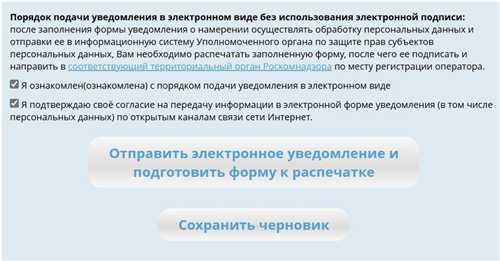 Порядок подачи уведомления в электронном виде без использования электронной подписи:
после заполнения формы уведомления о намерении осуществлять обработку персональных данных и
отправки ее в информационную систему Уполномоченного органа по защите прав субъектов
персональных данных, Вам необходимо распечатать заполненную форму, после чего ее подписать и
направить в соответствующий территориальный орган Роскомнадзора по месту регистрации оператора.
Я ознакомлен(ознакомлена) с порядком подачи уведомления в электронном виде
Я подтверждаю своё согласие на передачу информации в электронной форме уведомления (в том числе
персональных данных) по открытым каналам связи сети Интернет.
Отправить электронное уведомление и
подготовить форму к распечатке
Сохранить черновик